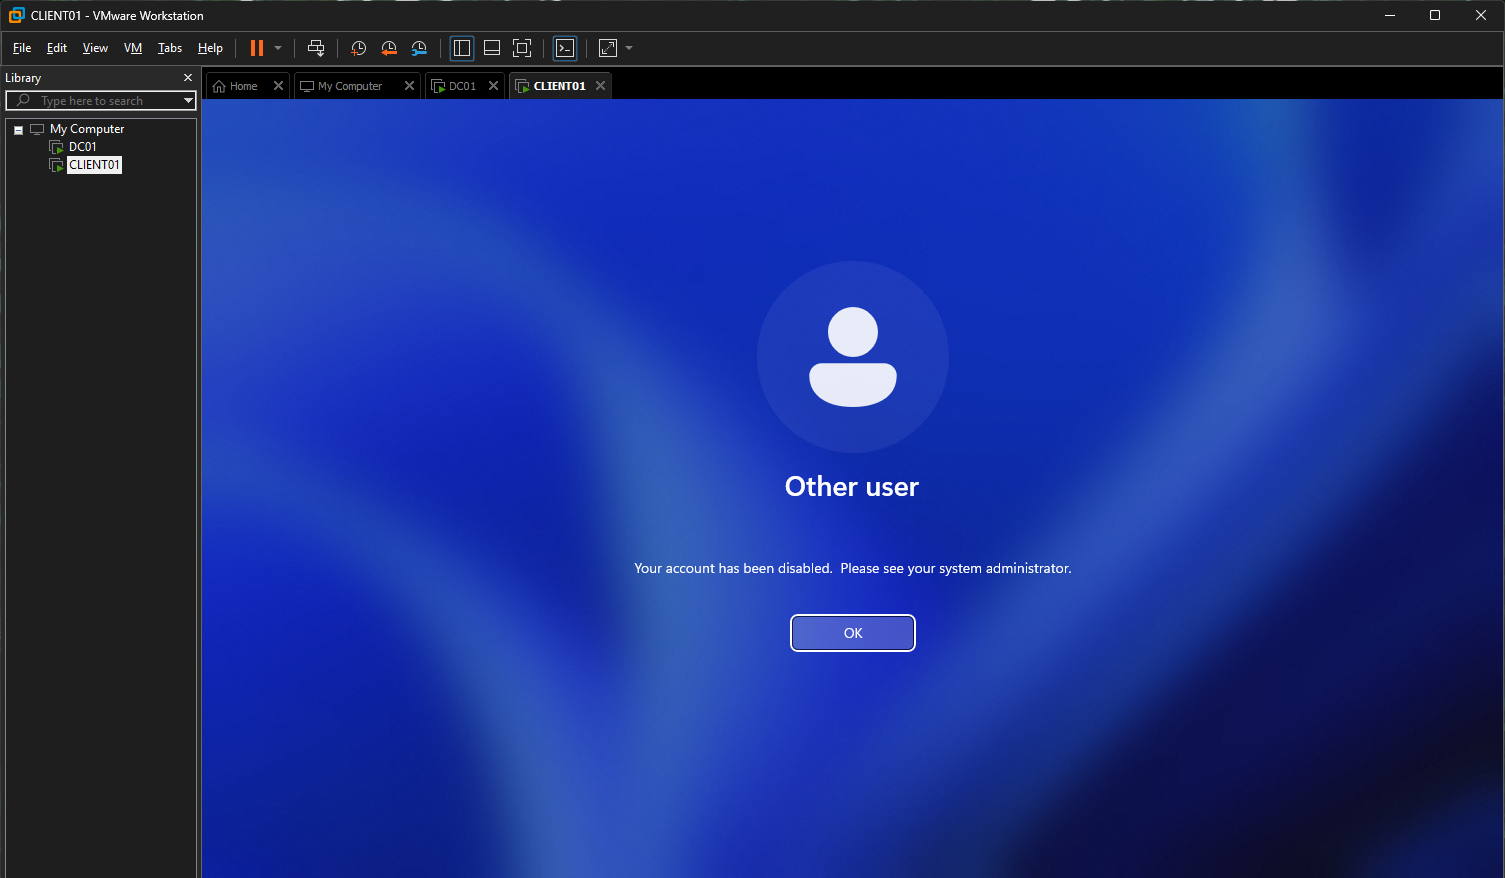 CLIENT01 - VMware Workstation
File Edit View VM Tabs Help
Library
Type here to search
My Computer
DC01
CLIENT01
Home
My Computer
DC01
CLIENT01
Other user
Your account has been disabled.  Please see your system administrator.
OK